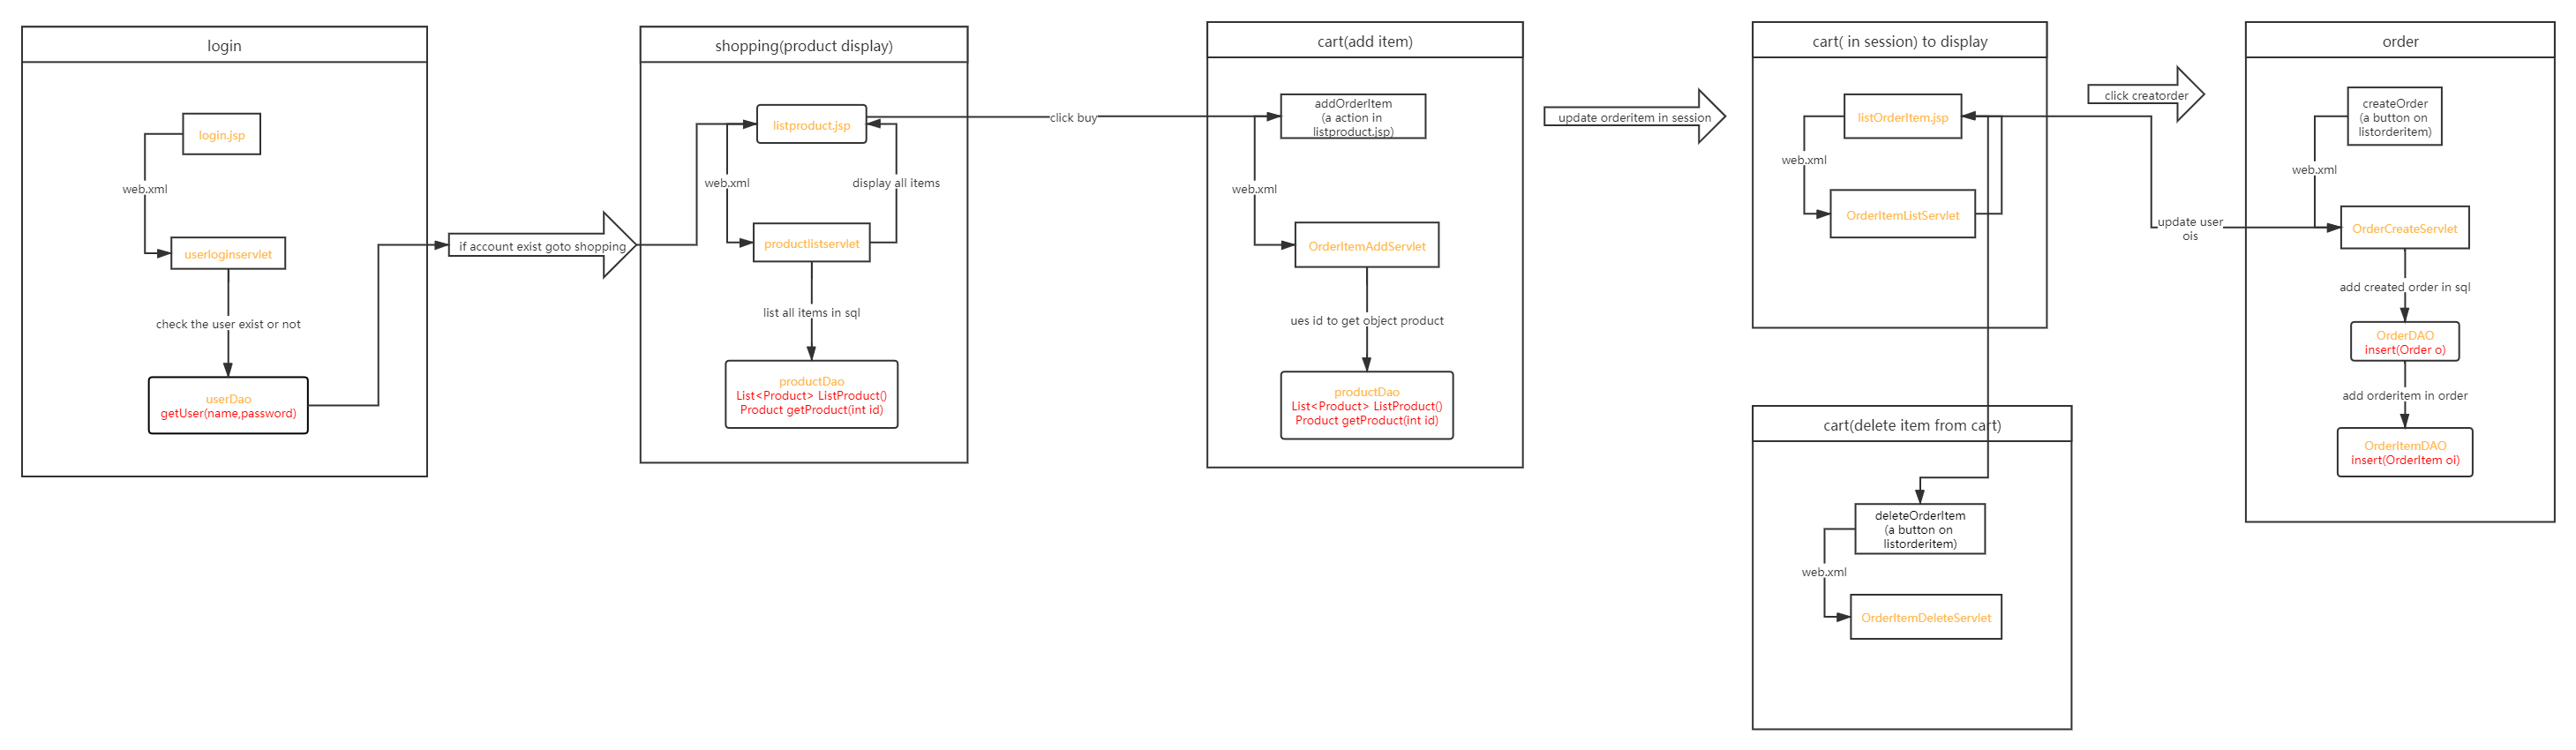 login
login.jsp
web.xml
userloginservlet
check the user exist or not
userDao
getUser(name,password)
if account exist goto shopping
shopping(product display)
listproduct.jsp
web.xml
display all items
productlistservlet
list all items in sql
productDao
List<Product> ListProduct()
Product getProduct(int id)
click buy
cart(add item)
addOrderItem
(a action in
listproduct.jsp)
web.xml
OrderItemAddServlet
ues id to get object product
productDao
List<Product> ListProduct()
Product getProduct(int id)
update orderitem in session
cart( in session) to display
listOrderItem.jsp
web.xml
OrderItemListServlet
cart(delete item from cart)
deleteOrderItem
(a button on
listorderitem)
web.xml
OrderItemDeleteServlet
click creatorder
update user
ois
order
createOrder
(a button on
listorderitem)
web.xml
OrderCreateServlet
add created order in sql
OrderDAO
insert(Order o)
add orderitem in order
OrderItemDAO
insert(OrderItem oi)